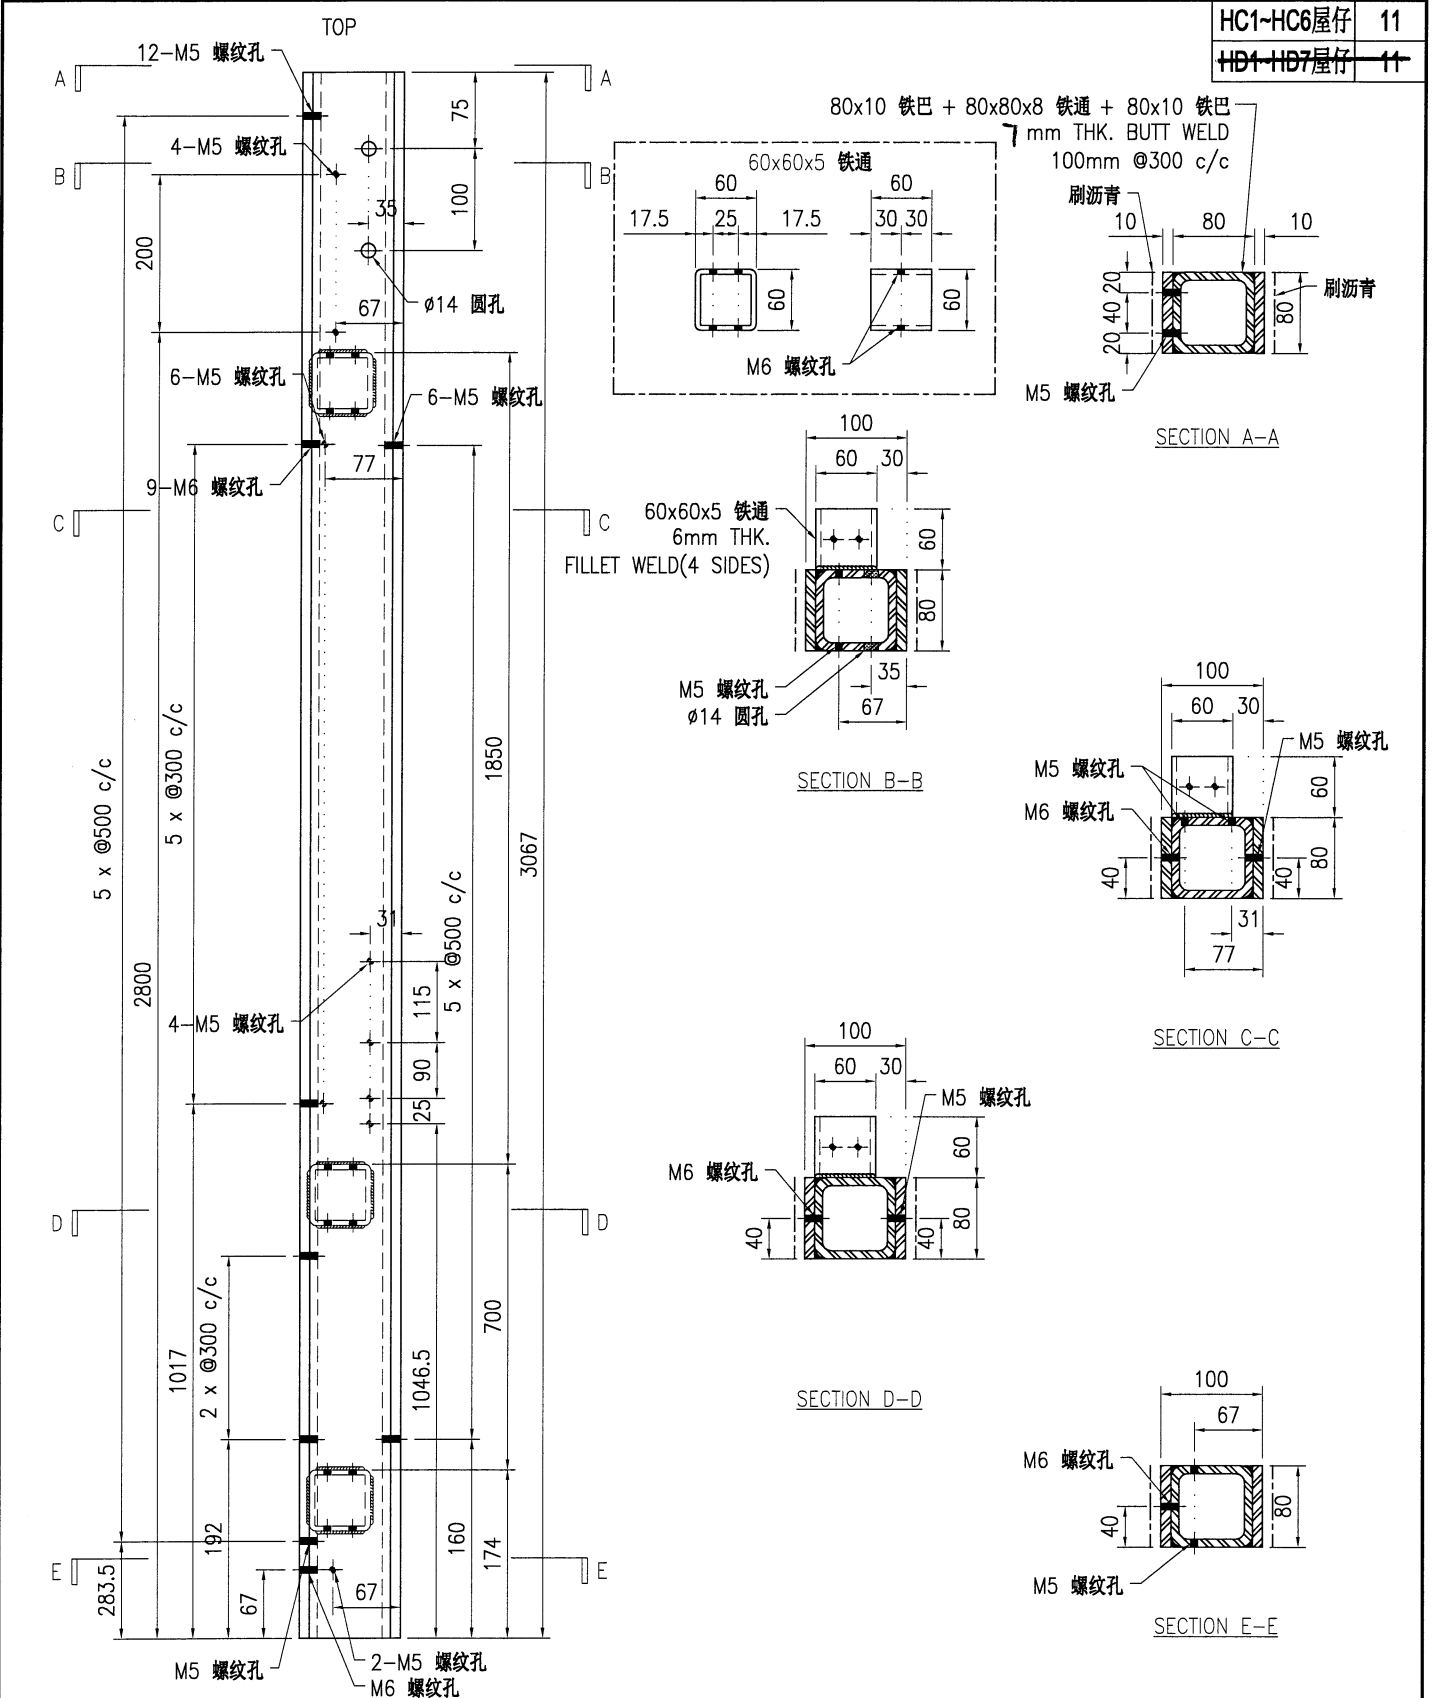 HC1~HC6屋仔 11
HD1~HD7屋仔 11
TOP
12-M5 螺纹孔
A
A
75
4-M5 螺纹孔
B
B
100
35
200
ø14 圆孔
67
6-M5 螺纹孔
6-M5 螺纹孔
77
9-M6 螺纹孔
C
C
5 x @500 c/c
2800
5 x @300 c/c
1850
3067
5 x @500 c/c
31
115
4-M5 螺纹孔
90
25
D
D
1017
2 x @300 c/c
700
1046.5
192
160
174
E
E
283.5
67
67
M5 螺纹孔
2-M5 螺纹孔
M6 螺纹孔
80x10 铁巴 + 80x80x8 铁通 + 80x10 铁巴
7 mm THK. BUTT WELD
100mm @300 c/c
60x60x5 铁通
60
60
17.5
25
17.5
30
30
60
60
M6 螺纹孔
刷沥青
10
80
10
20
40
20
80
刷沥青
M5 螺纹孔
SECTION A-A
100
60
30
60x60x5 铁通
6mm THK.
FILLET WELD(4 SIDES)
60
80
M5 螺纹孔
ø14 圆孔
35
67
SECTION B-B
100
60
30
M5 螺纹孔
M5 螺纹孔
M6 螺纹孔
60
80
40
40
31
77
SECTION C-C
100
60
30
M5 螺纹孔
M6 螺纹孔
60
80
40
40
SECTION D-D
100
67
M6 螺纹孔
40
80
M5 螺纹孔
SECTION E-E